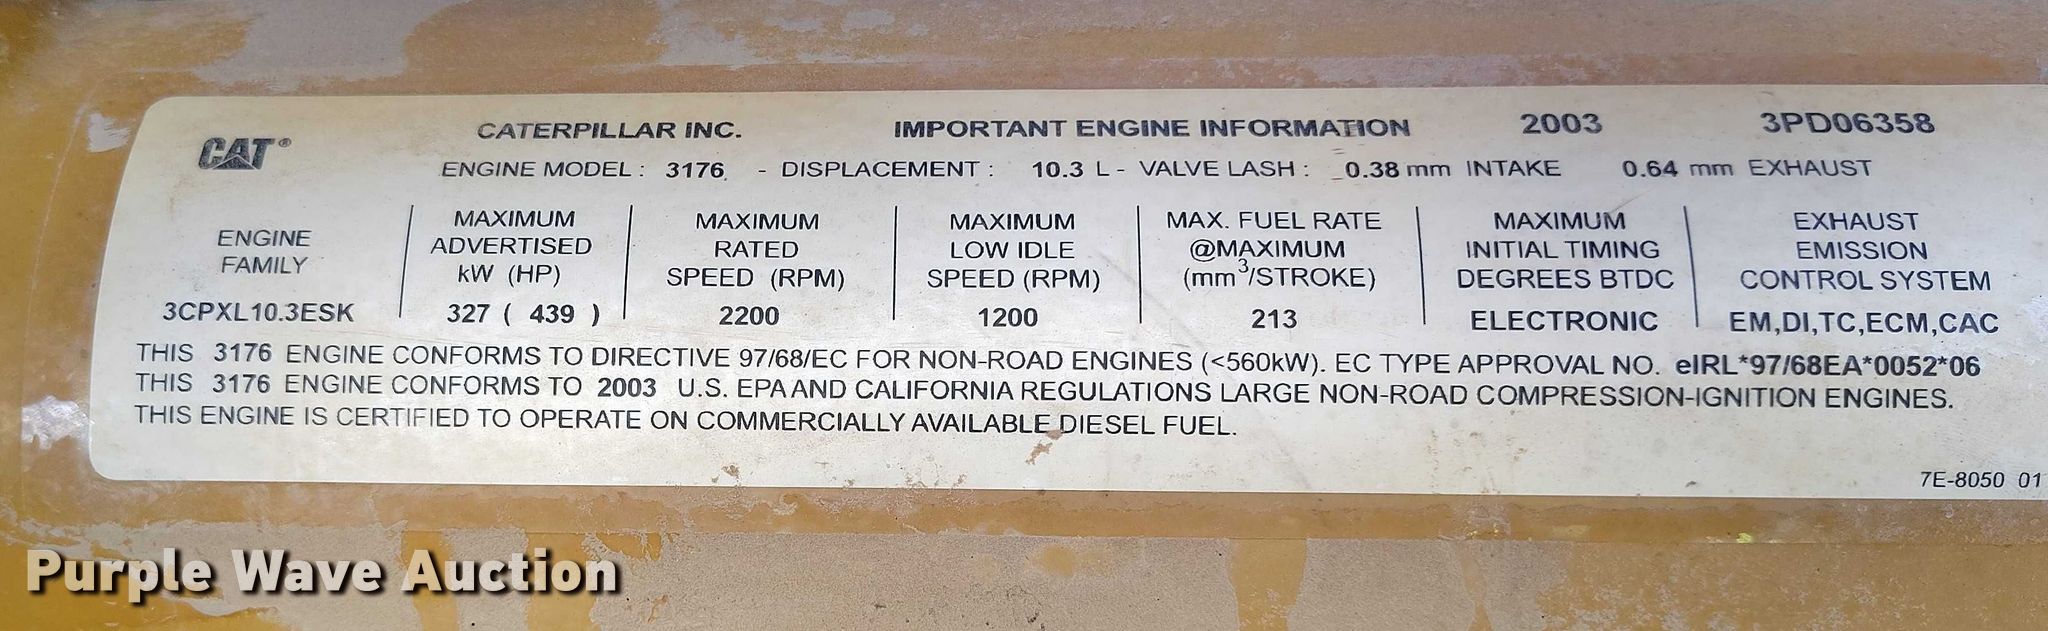 CAT® CATERPILLAR INC. IMPORTANT ENGINE INFORMATION 2003 3PD06358
ENGINE MODEL : 3176 - DISPLACEMENT : 10.3 L - VALVE LASH : 0.38 mm INTAKE 0.64 mm EXHAUST
ENGINE
FAMILY
3CPXL10.3ESK
MAXIMUM
ADVERTISED
kW (HP)
327 ( 439 )
MAXIMUM
RATED
SPEED (RPM)
2200
MAXIMUM
LOW IDLE
SPEED (RPM)
1200
MAX. FUEL RATE
@MAXIMUM
(mm³/STROKE)
213
MAXIMUM
INITIAL TIMING
DEGREES BTDC
ELECTRONIC
EXHAUST
EMISSION
CONTROL SYSTEM
EM,DI,TC,ECM,CAC
THIS 3176 ENGINE CONFORMS TO DIRECTIVE 97/68/EC FOR NON-ROAD ENGINES (<560kW). EC TYPE APPROVAL NO. eIRL*97/68EA*0052*06
THIS 3176 ENGINE CONFORMS TO 2003 U.S. EPA AND CALIFORNIA REGULATIONS LARGE NON-ROAD COMPRESSION-IGNITION ENGINES.
THIS ENGINE IS CERTIFIED TO OPERATE ON COMMERCIALLY AVAILABLE DIESEL FUEL.
7E-8050 01
Purple Wave Auction